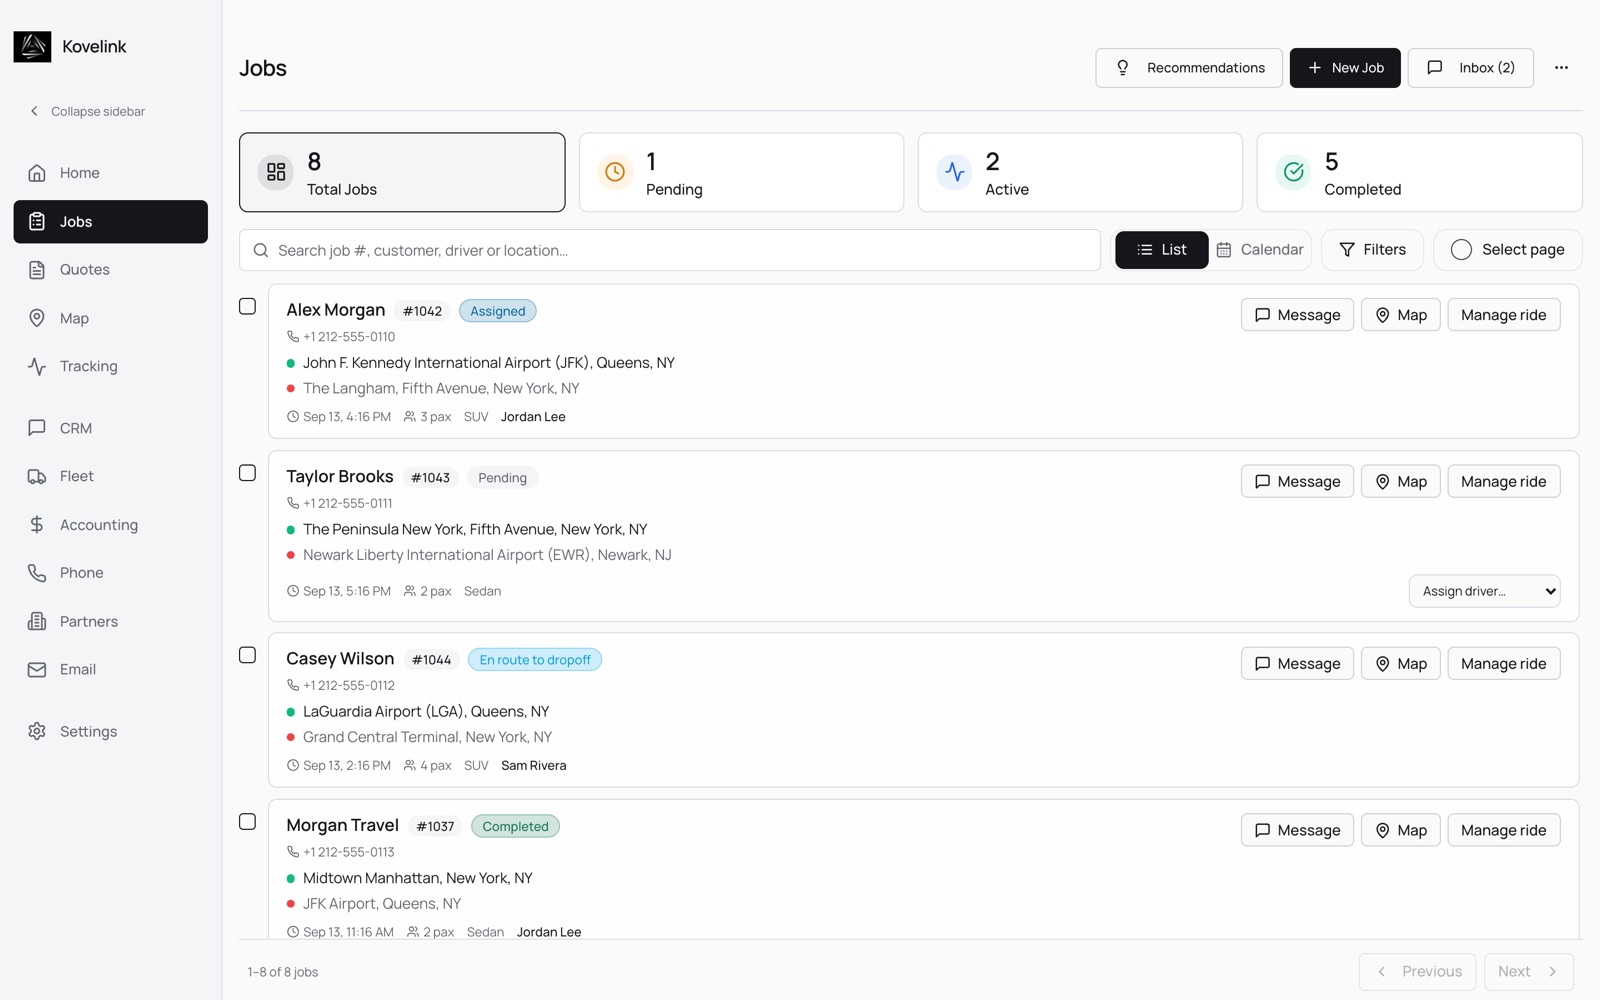 Kovelink
Collapse sidebar
Home
Jobs
Quotes
Map
Tracking
CRM
Fleet
Accounting
Phone
Partners
Email
Settings
Jobs
Recommendations
New Job
Inbox (2)
8
Total Jobs
1
Pending
2
Active
5
Completed
Search job #, customer, driver or location...
List
Calendar
Filters
Select page
Alex Morgan #1042 Assigned
Message
Map
Manage ride
+1 212-555-0110
John F. Kennedy International Airport (JFK), Queens, NY
The Langham, Fifth Avenue, New York, NY
Sep 13, 4:16 PM 3 pax SUV Jordan Lee
Taylor Brooks #1043 Pending
Message
Map
Manage ride
+1 212-555-0111
The Peninsula New York, Fifth Avenue, New York, NY
Newark Liberty International Airport (EWR), Newark, NJ
Sep 13, 5:16 PM 2 pax Sedan
Assign driver...
Casey Wilson #1044 En route to dropoff
Message
Map
Manage ride
+1 212-555-0112
LaGuardia Airport (LGA), Queens, NY
Grand Central Terminal, New York, NY
Sep 13, 2:16 PM 4 pax SUV Sam Rivera
Morgan Travel #1037 Completed
Message
Map
Manage ride
+1 212-555-0113
Midtown Manhattan, New York, NY
JFK Airport, Queens, NY
Sep 13, 11:16 AM 2 pax Sedan Jordan Lee
1–8 of 8 jobs
Previous
Next